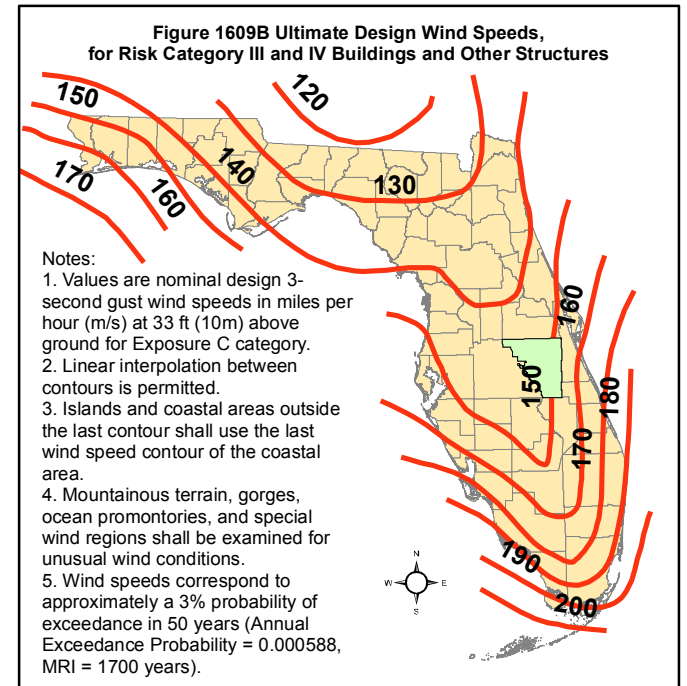 Figure 1609B Ultimate Design Wind Speeds,
for Risk Category III and IV Buildings and Other Structures
120
150
140
130
170
160
Notes:
1. Values are nominal design 3-
second gust wind speeds in miles per
hour (m/s) at 33 ft (10m) above
ground for Exposure C category.
2. Linear interpolation between
contours is permitted.
3. Islands and coastal areas outside
the last contour shall use the last
wind speed contour of the coastal
area.
4. Mountainous terrain, gorges,
ocean promontories, and special
wind regions shall be examined for
unusual wind conditions.
5. Wind speeds correspond to
approximately a 3% probability of
exceedance in 50 years (Annual
Exceedance Probability = 0.000588,
MRI = 1700 years).
160
150
180
170
190
200
N
W E
S